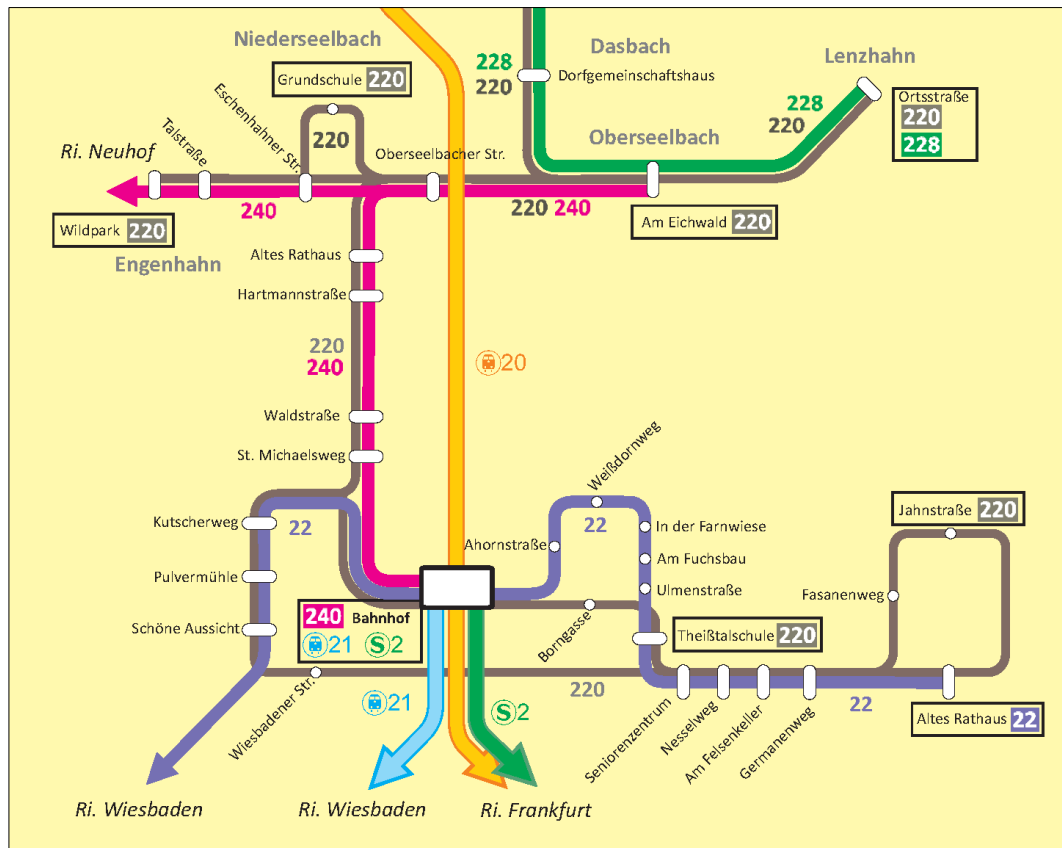 Niederseelbach
Dasbach
Lenzhahn
228
220
Dorfgemeinschaftshaus
Grundschule 220
Eschenhahner Str.
220
228
220
Ortsstraße
220
228
Oberseelbach
Ri. Neuhof
Talstraße
Oberseelbacher Str.
240
220 240
Wildpark 220
Am Eichwald 220
Engenhahn
Altes Rathaus
Hartmannstraße
220
240
20
Waldstraße
St. Michaelsweg
Weißdornweg
Kutscherweg
22
22
In der Farnwiese
Jahnstraße 220
Ahornstraße
Am Fuchsbau
Pulvermühle
Ulmenstraße
Fasanenweg
Schöne Aussicht
240 Bahnhof
21 S 2
Borngasse
Theißtalschule 220
Wiesbadener Str.
220
21
S 2
Seniorenzentrum
Nesselweg
Am Felsenkeller
Germanenweg
22
Altes Rathaus 22
Ri. Wiesbaden
Ri. Wiesbaden
Ri. Frankfurt